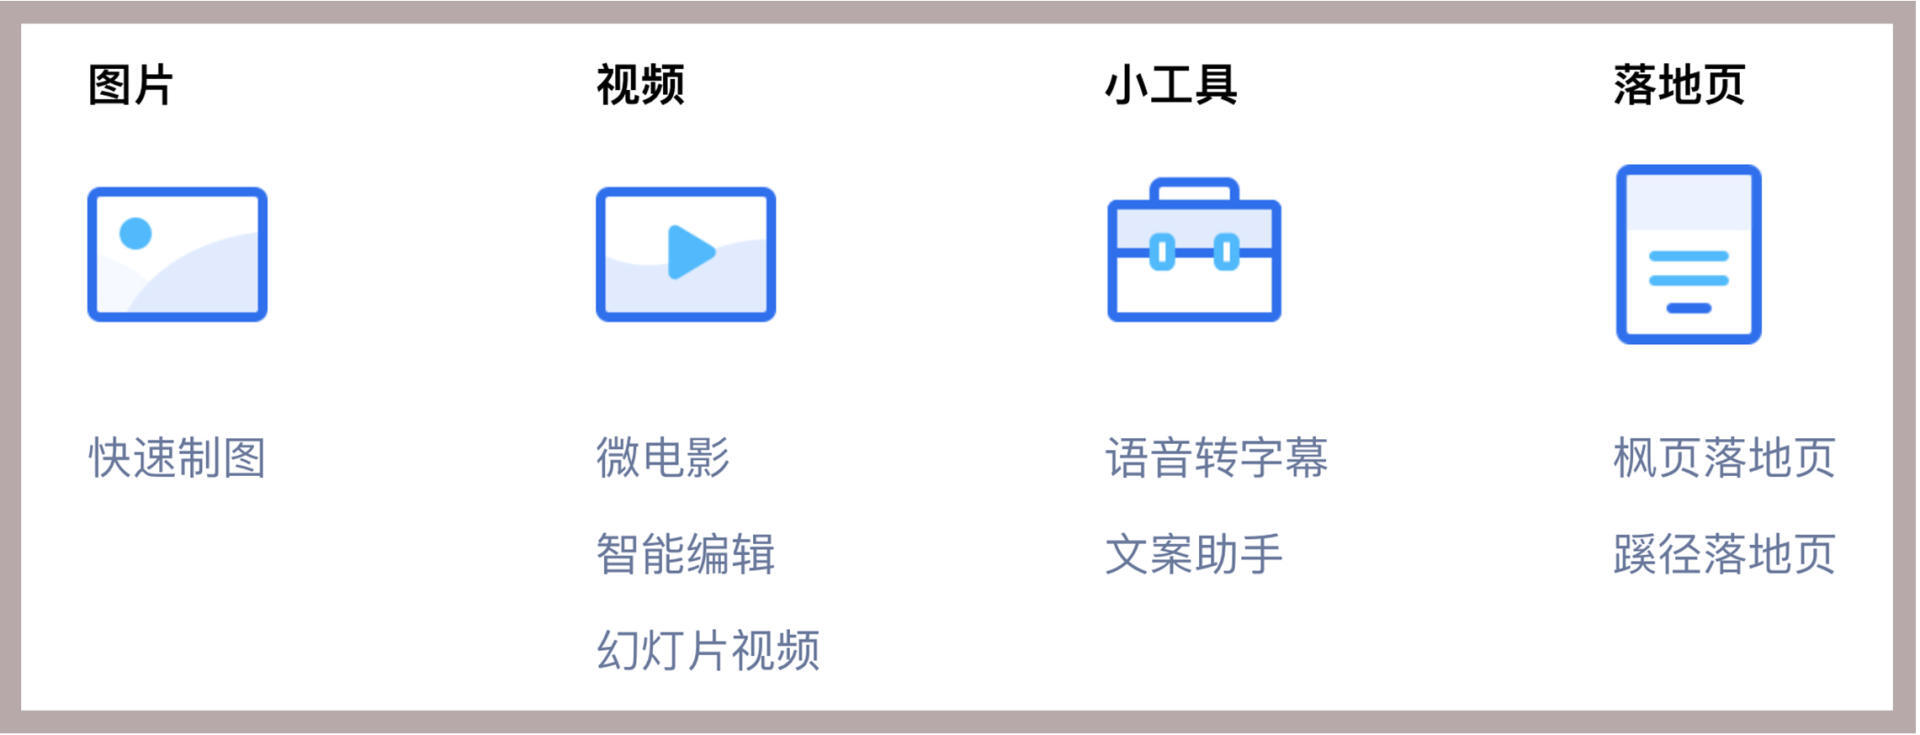 图片
视频
小工具
落地页
快速制图
微电影
语音转字幕
枫页落地页
智能编辑
文案助手
蹊径落地页
幻灯片视频